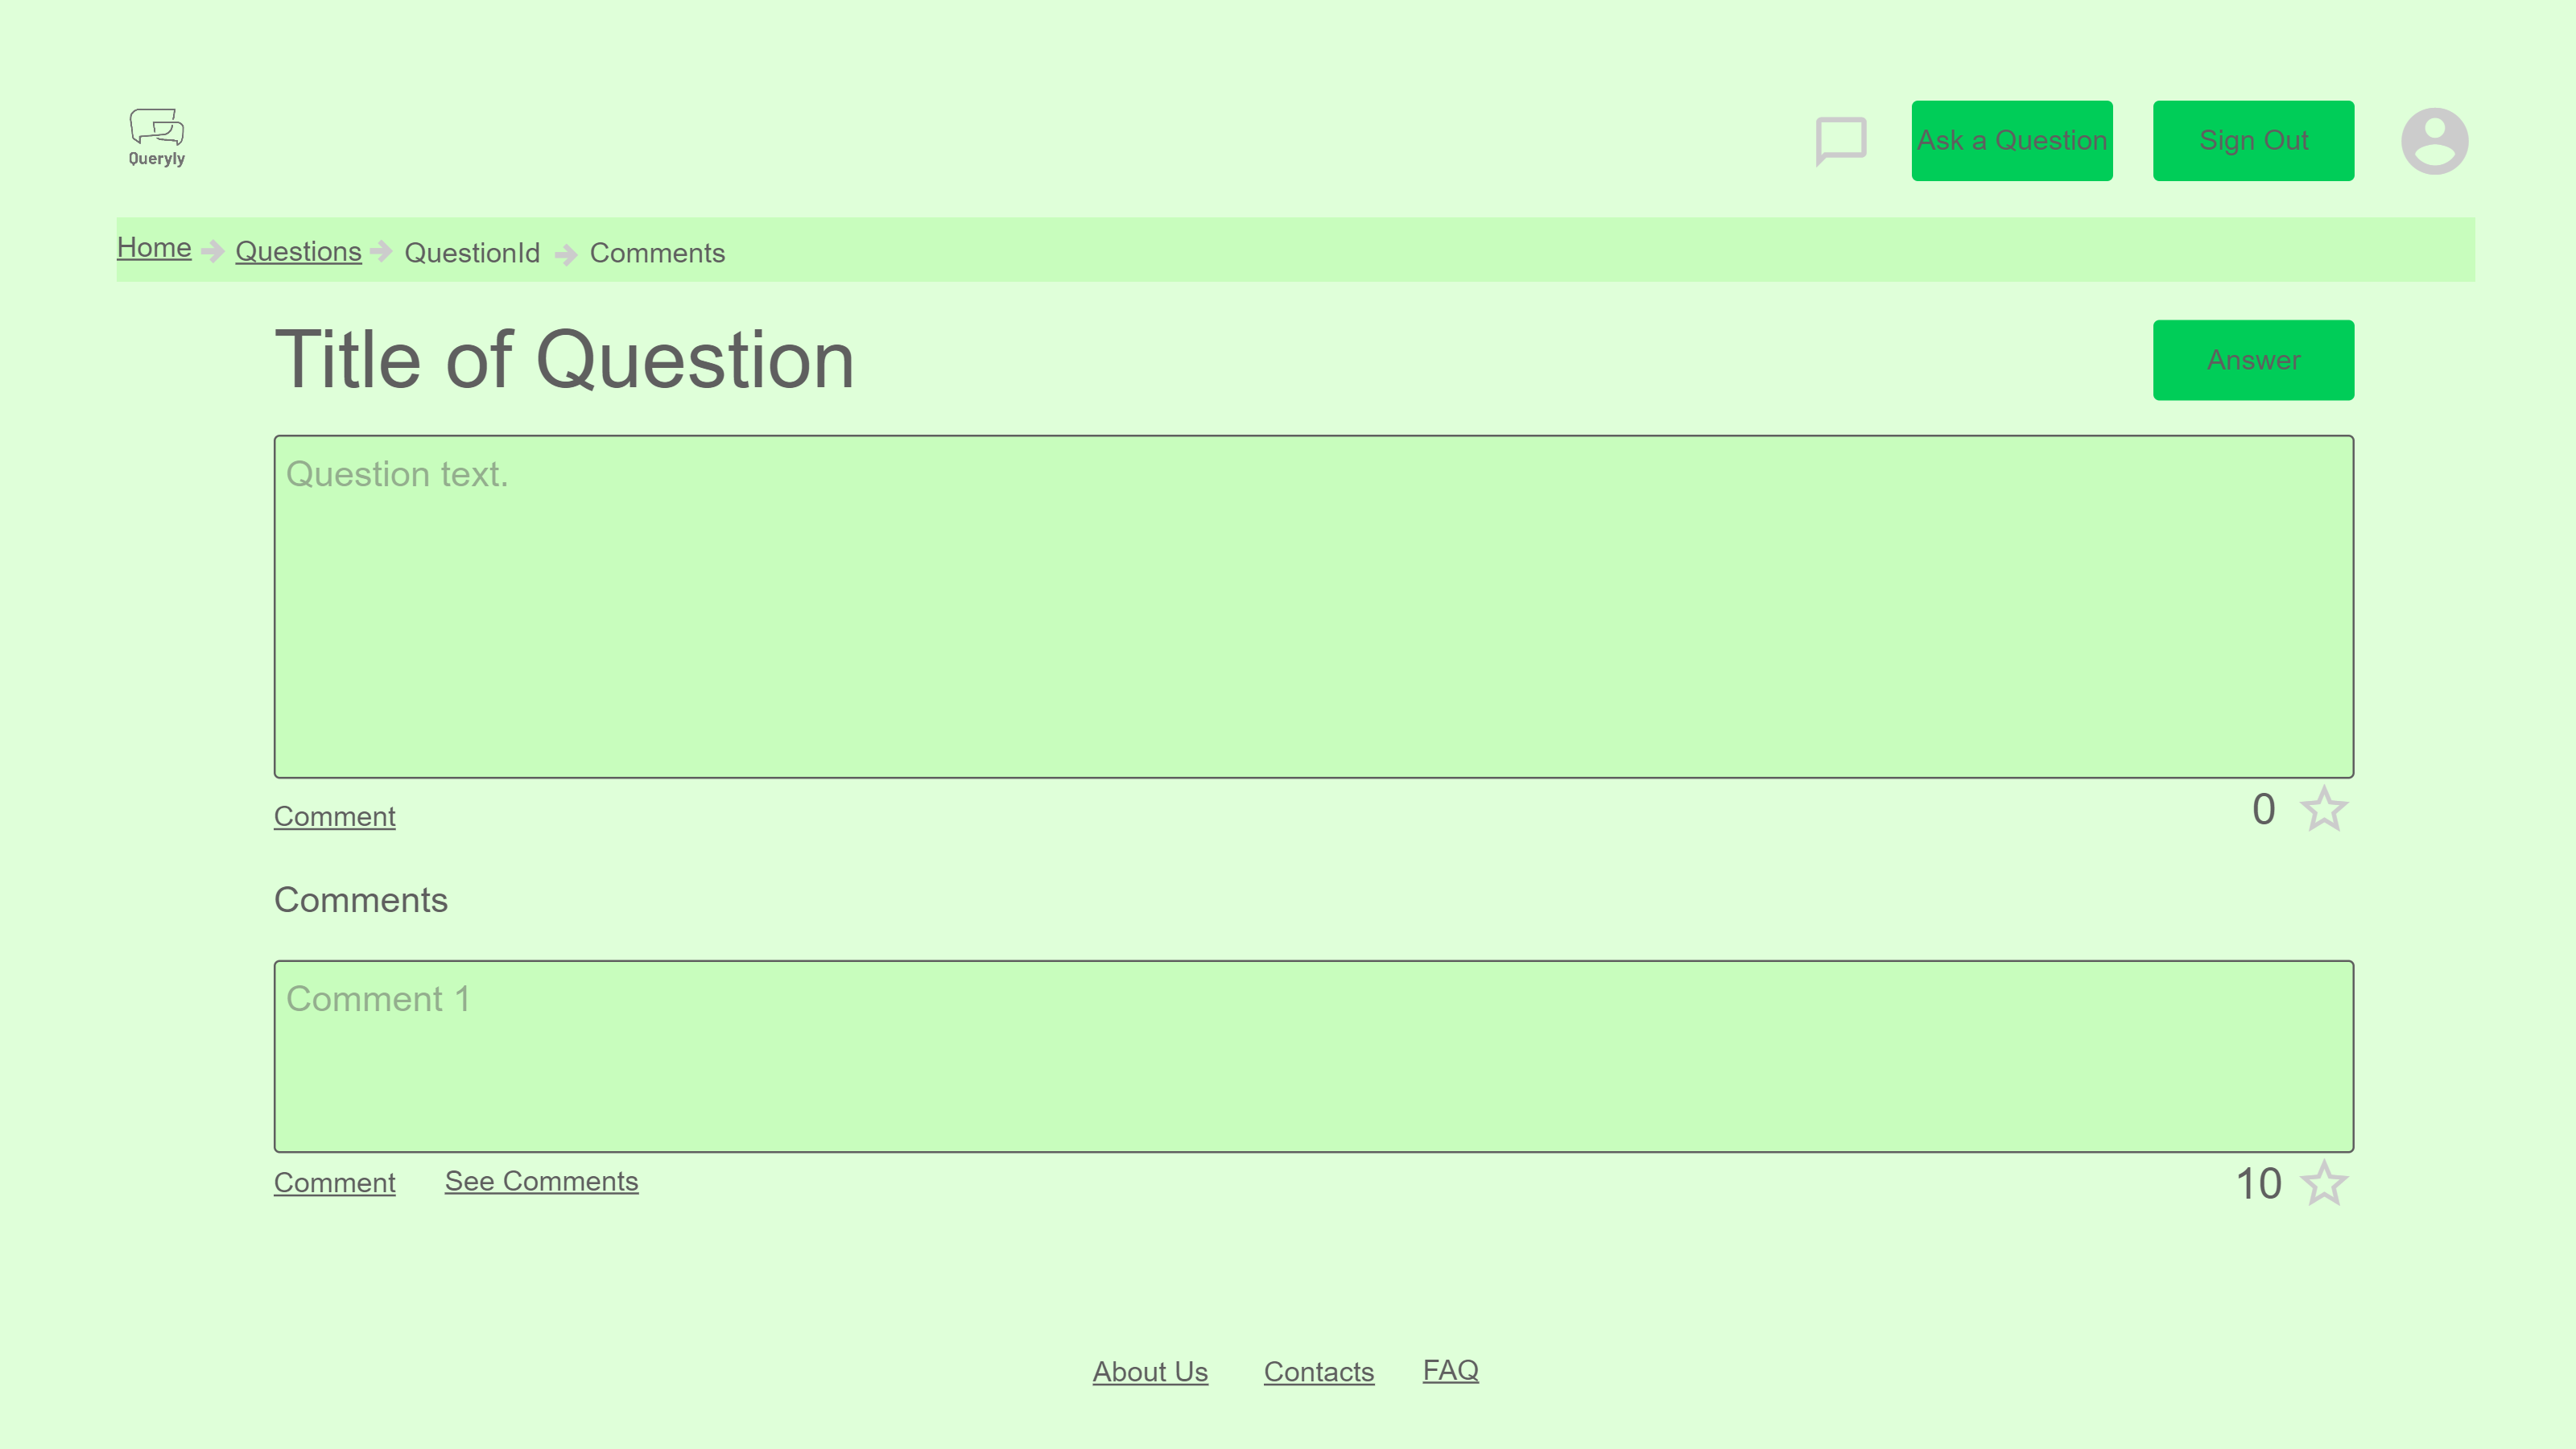 Queryly
Ask a Question
Sign Out
Home Questions QuestionId Comments
Title of Question
Answer
Question text.
Comment
0
Comments
Comment 1
Comment See Comments
10
About Us Contacts FAQ